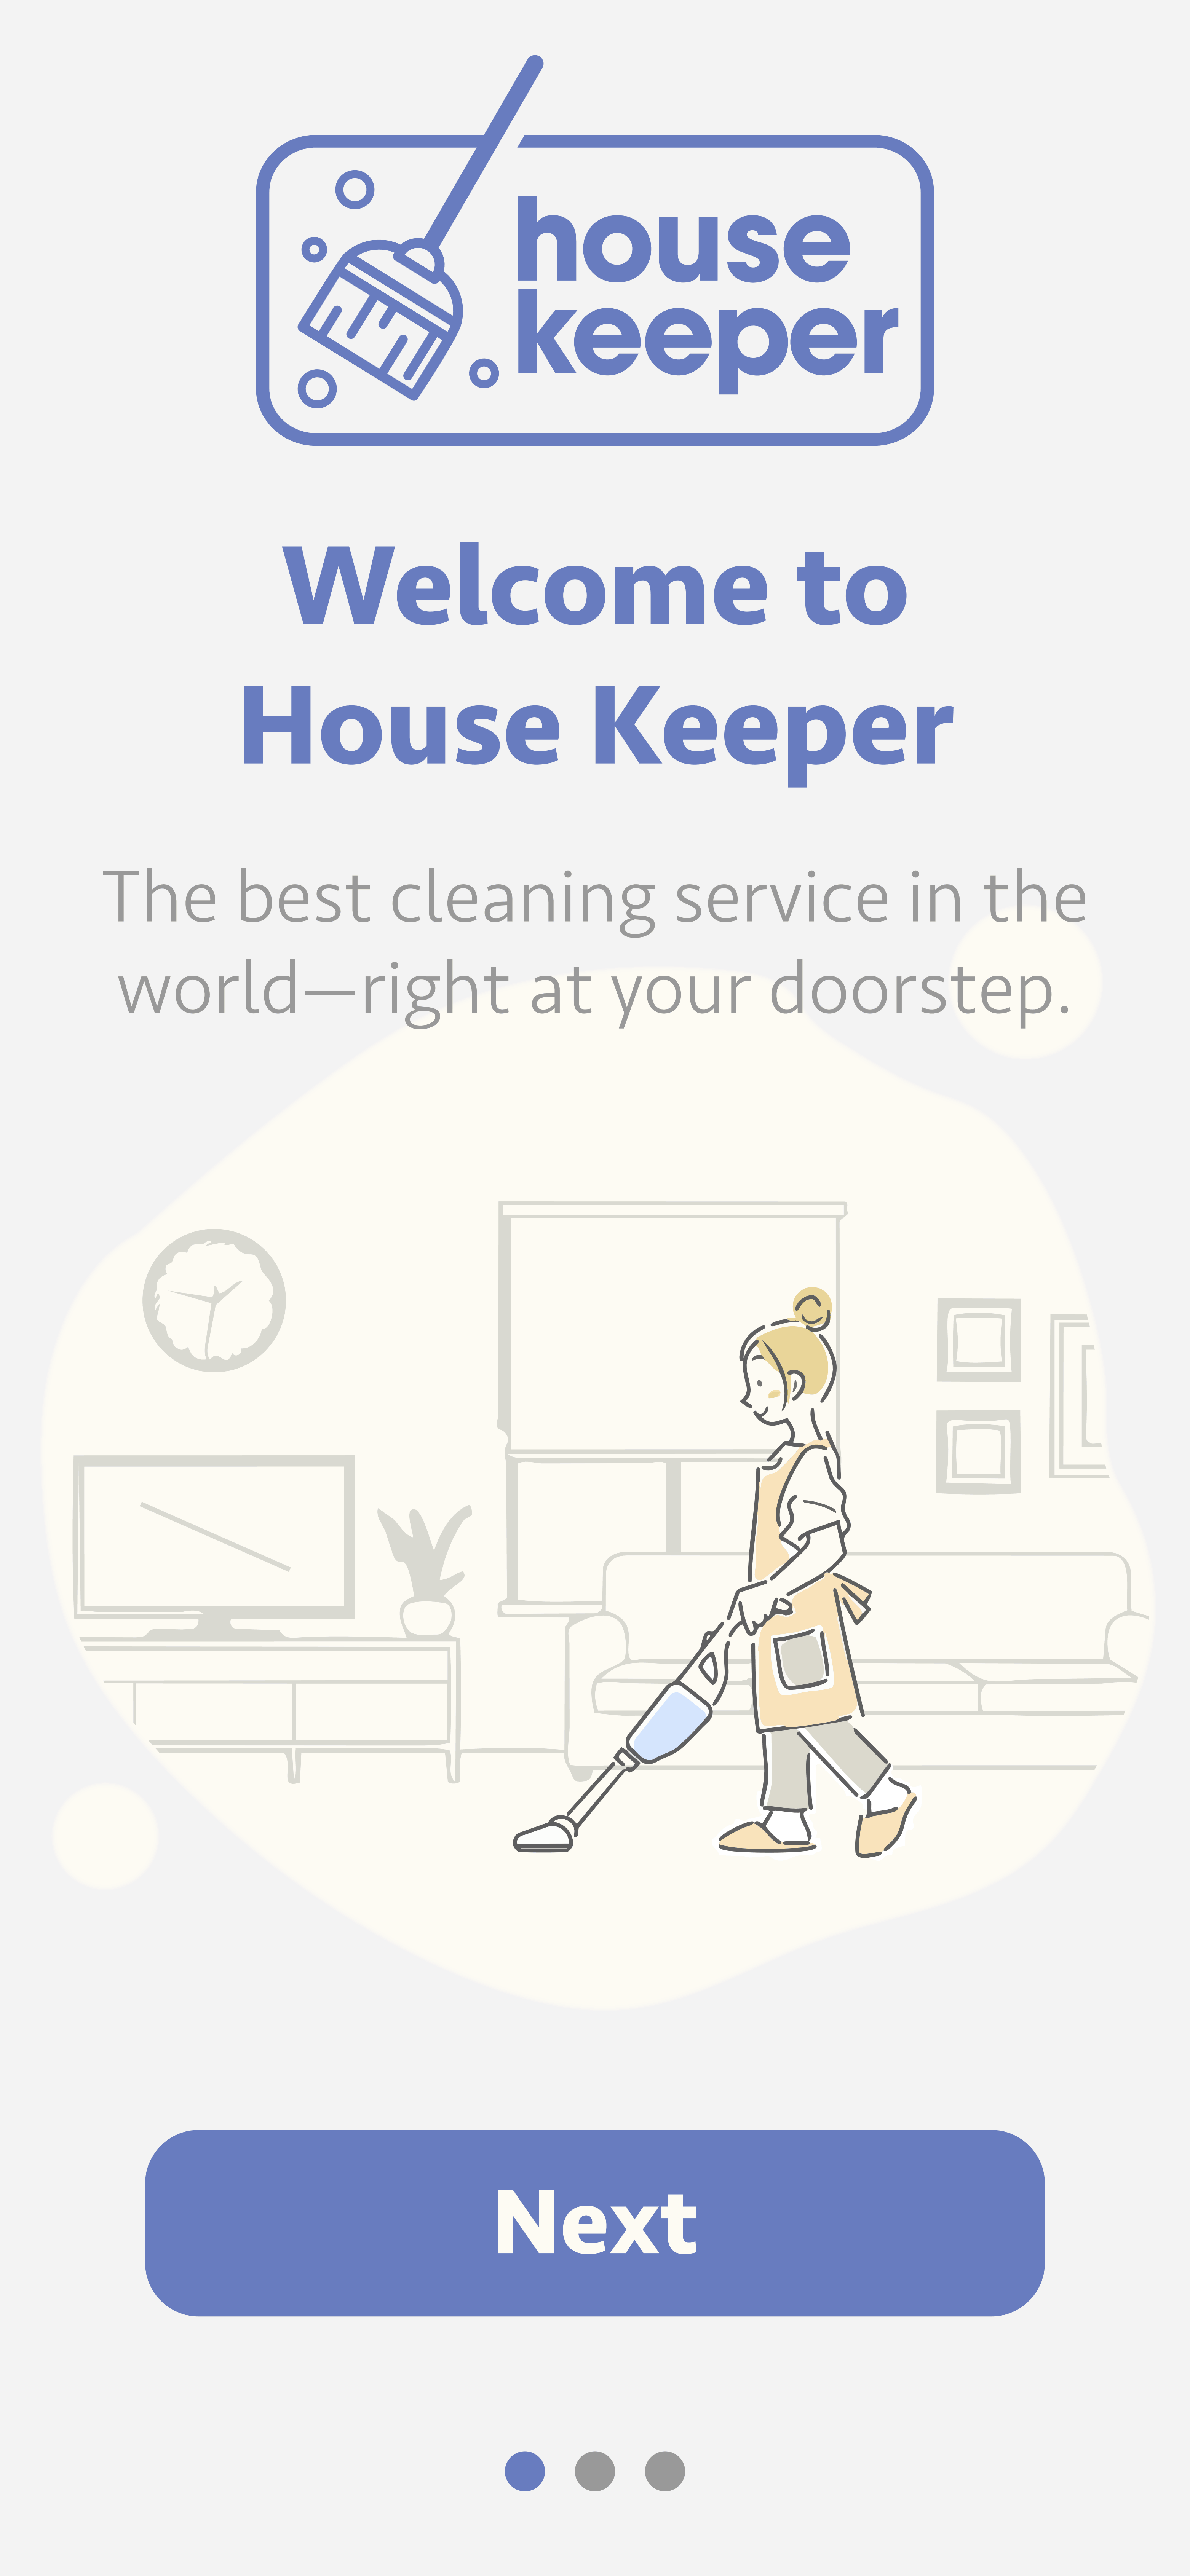 house
keeper
Welcome to
House Keeper
The best cleaning service in the
world—right at your doorstep.
Next